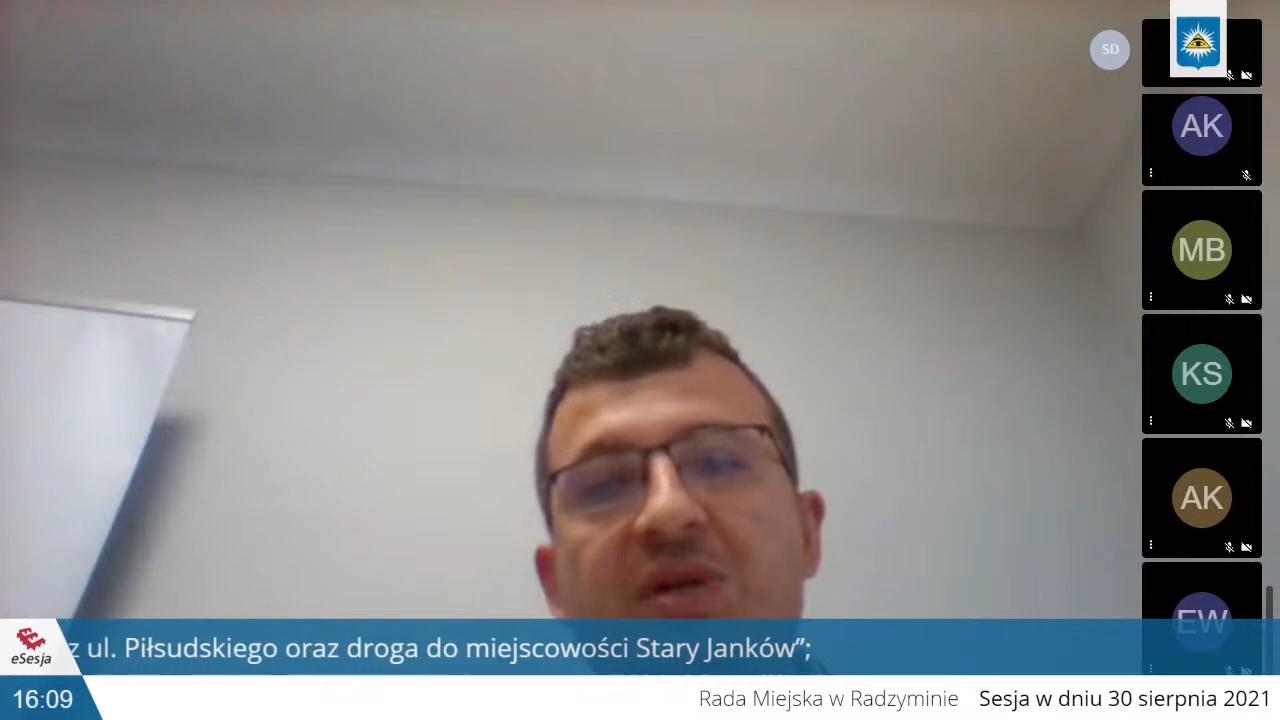 SD
AK
MB
KS
AK
EW
z ul. Piłsudskiego oraz droga do miejscowości Stary Janków”;
eSesja
16:09
Rada Miejska w Radzyminie Sesja w dniu 30 sierpnia 2021